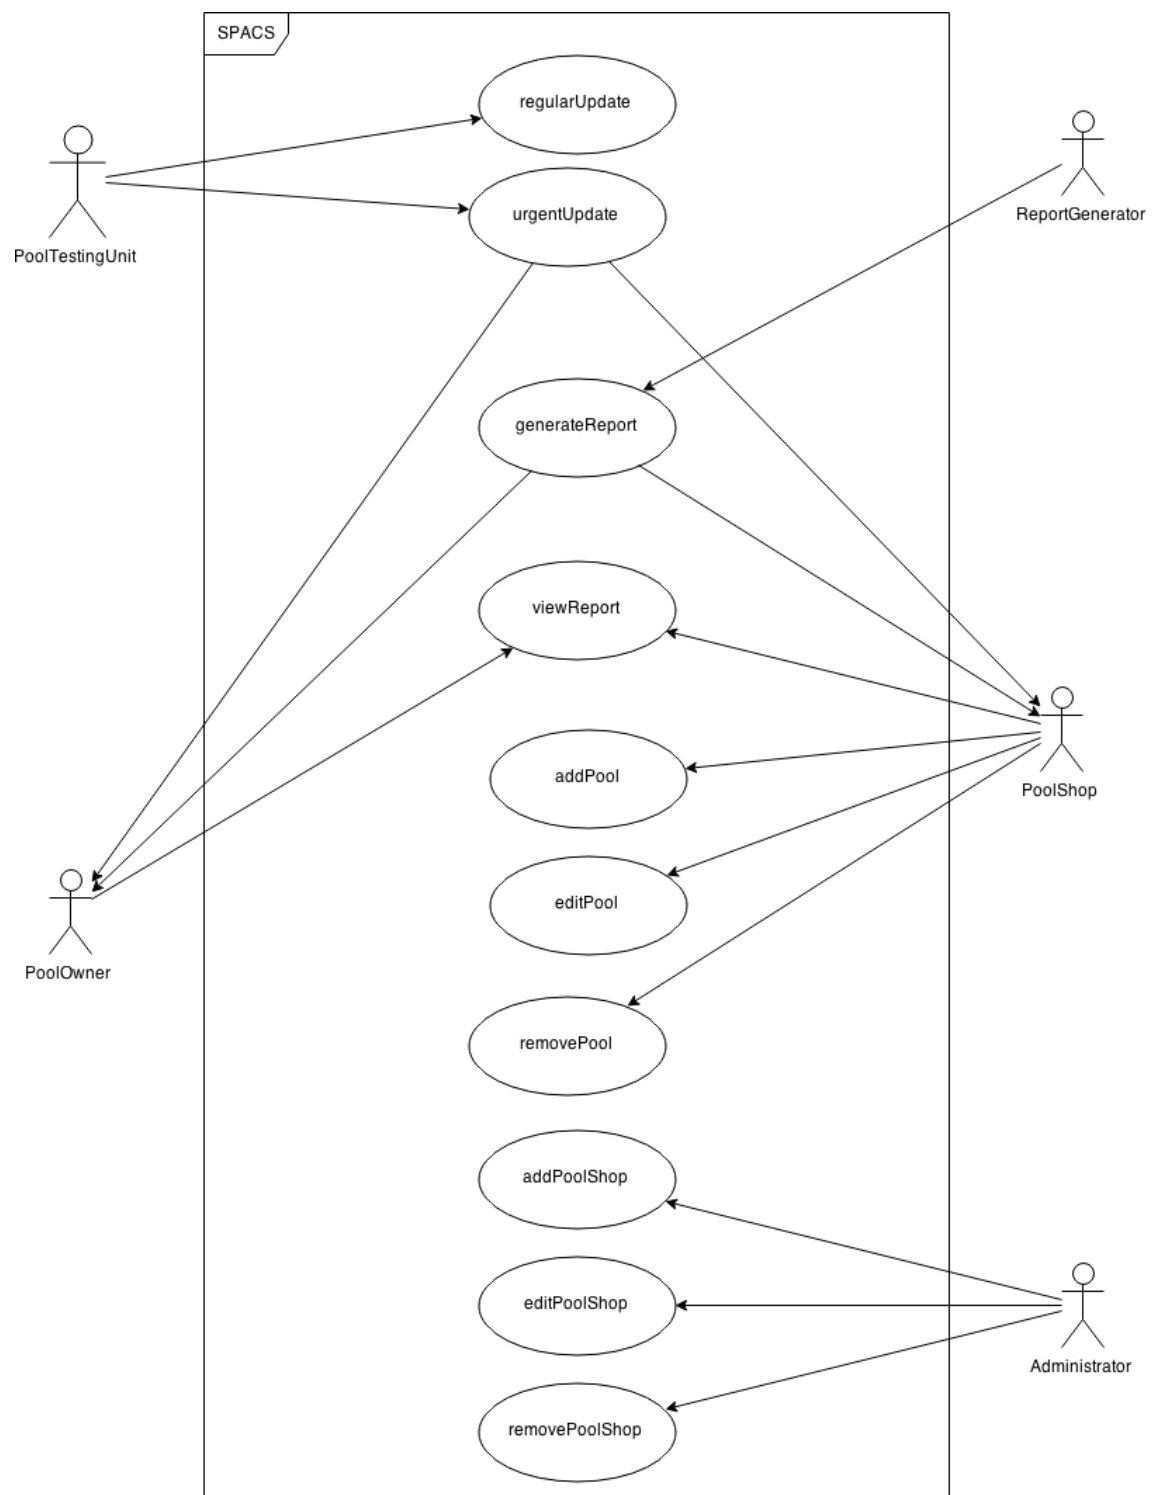 SPACS
regularUpdate
PoolTestingUnit
urgentUpdate
ReportGenerator
generateReport
viewReport
addPool
PoolShop
editPool
PoolOwner
removePool
addPoolShop
editPoolShop
Administrator
removePoolShop